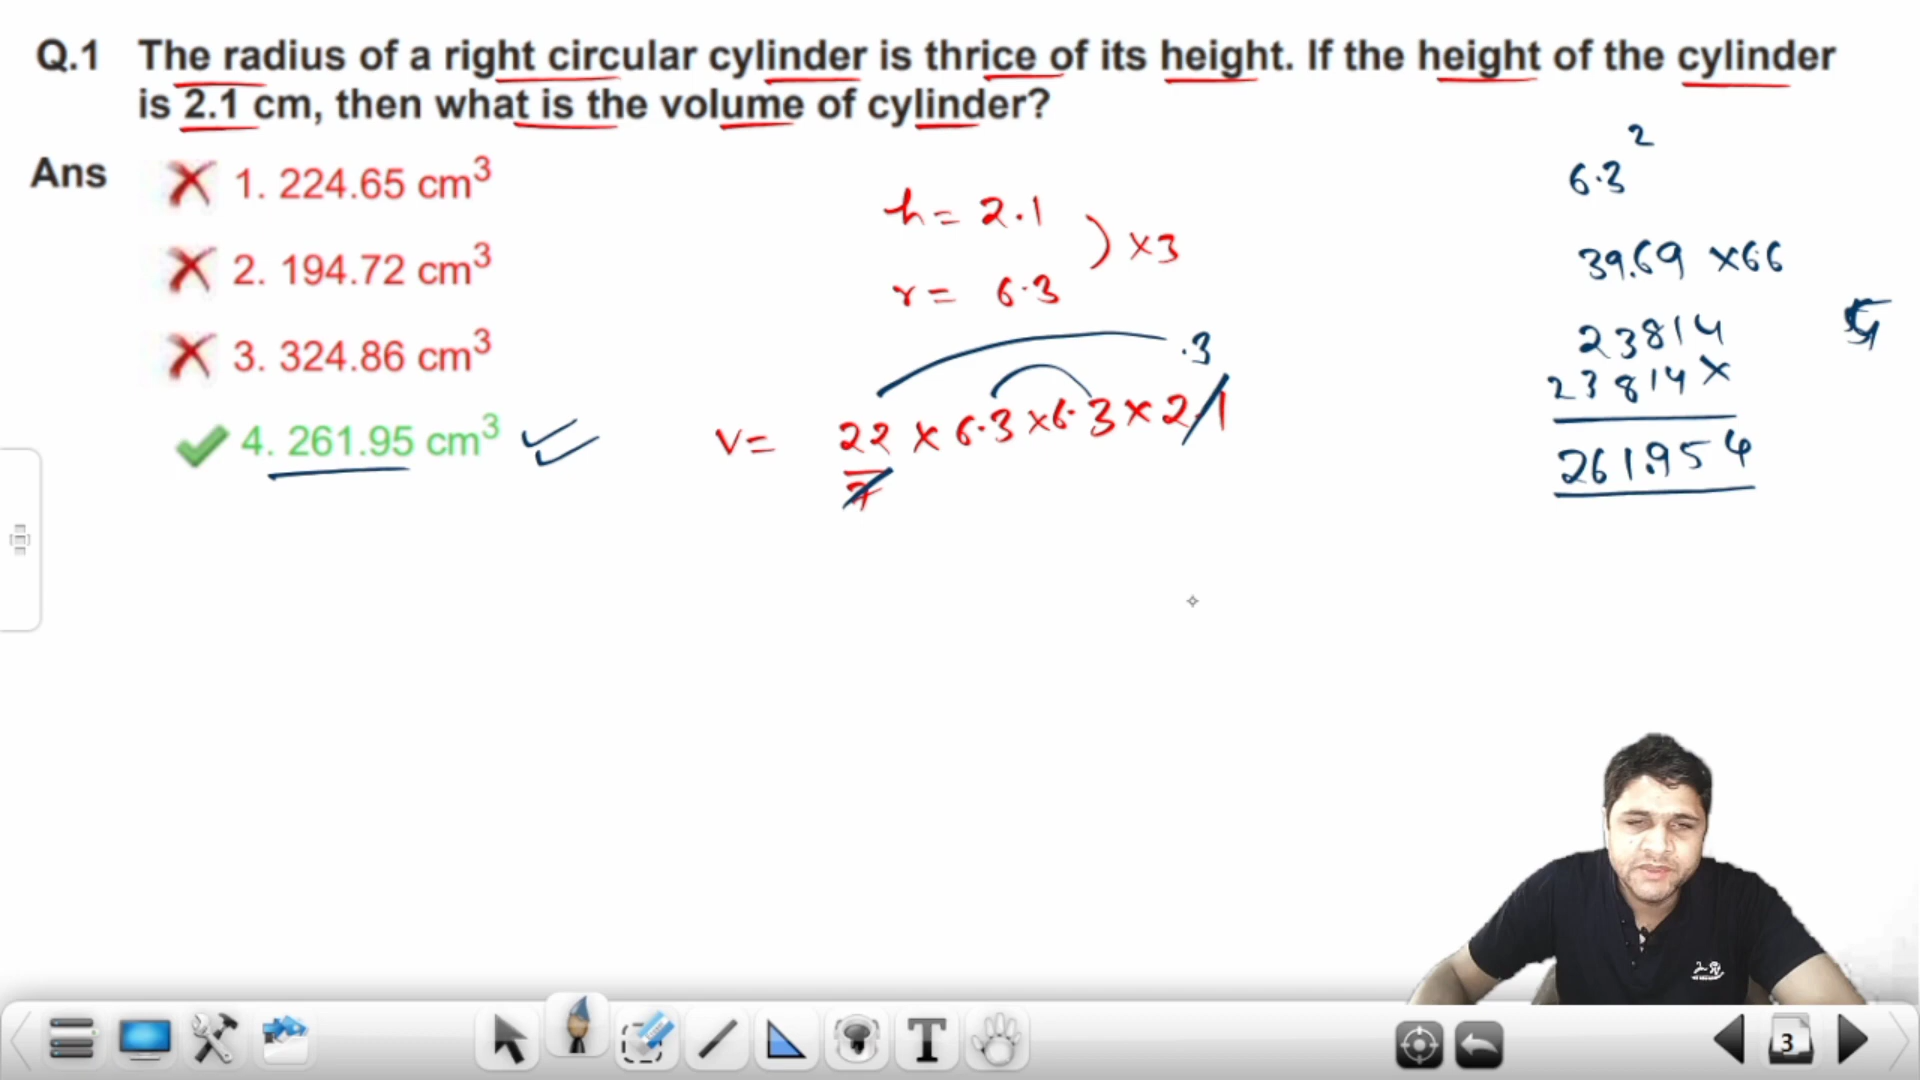 Q.1 The radius of a right circular cylinder is thrice of its height. If the height of the cylinder
is 2.1 cm, then what is the volume of cylinder?
Ans
1. 224.65 cm³
2. 194.72 cm³
3. 324.86 cm³
4. 261.95 cm³
h = 2.1
) ×3
r = 6.3
.3
V = 22 × 6.3 × 6.3 × 2.1
7
6.3²
39.69 × 66
23814
23814×
261.954
T
3